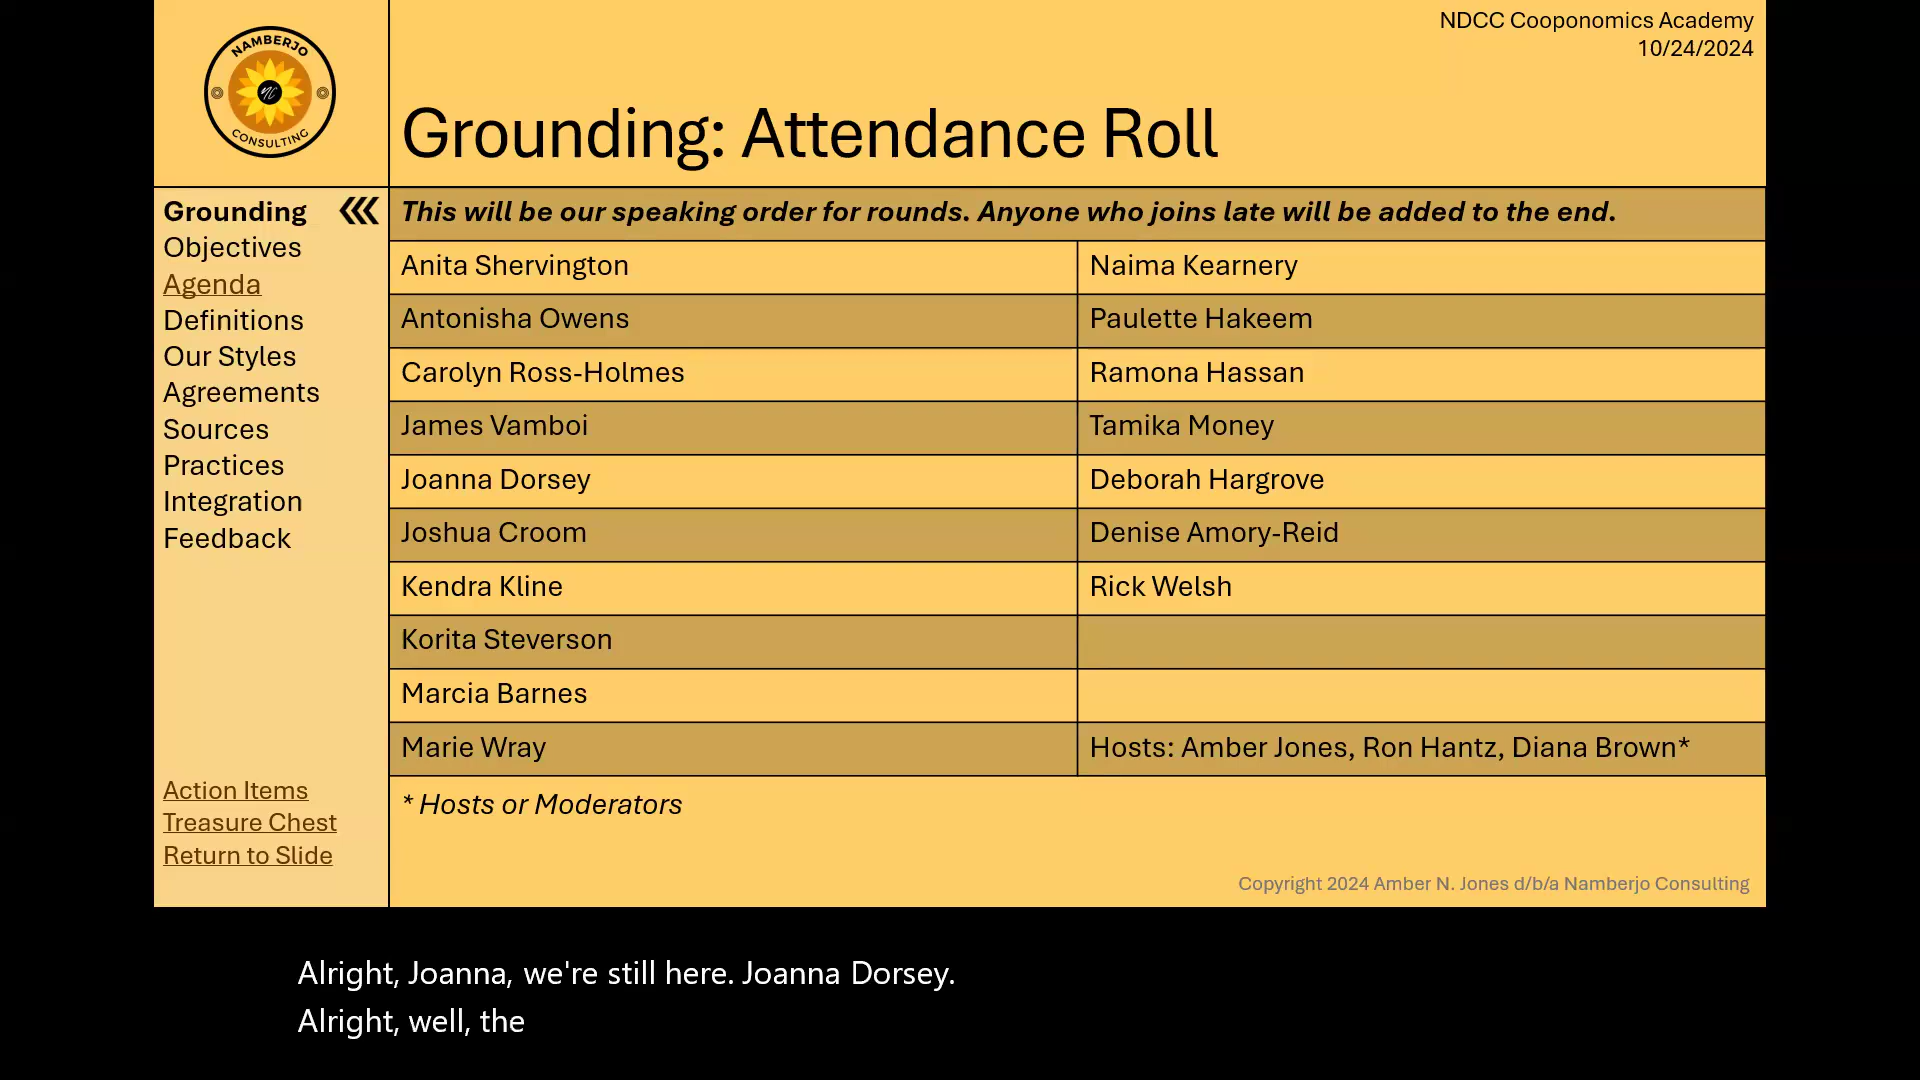 NAMBERJO
NC
CONSULTING
NDCC Cooponomics Academy
10/24/2024
Grounding: Attendance Roll
Grounding
Objectives
Agenda
Definitions
Our Styles
Agreements
Sources
Practices
Integration
Feedback
Action Items
Treasure Chest
Return to Slide
This will be our speaking order for rounds. Anyone who joins late will be added to the end.
Anita Shervington
Naima Kearnery
Antonisha Owens
Paulette Hakeem
Carolyn Ross-Holmes
Ramona Hassan
James Vamboi
Tamika Money
Joanna Dorsey
Deborah Hargrove
Joshua Croom
Denise Amory-Reid
Kendra Kline
Rick Welsh
Korita Steverson
Marcia Barnes
Marie Wray
Hosts: Amber Jones, Ron Hantz, Diana Brown*
* Hosts or Moderators
Copyright 2024 Amber N. Jones d/b/a Namberjo Consulting
Alright, Joanna, we're still here. Joanna Dorsey.
Alright, well, the